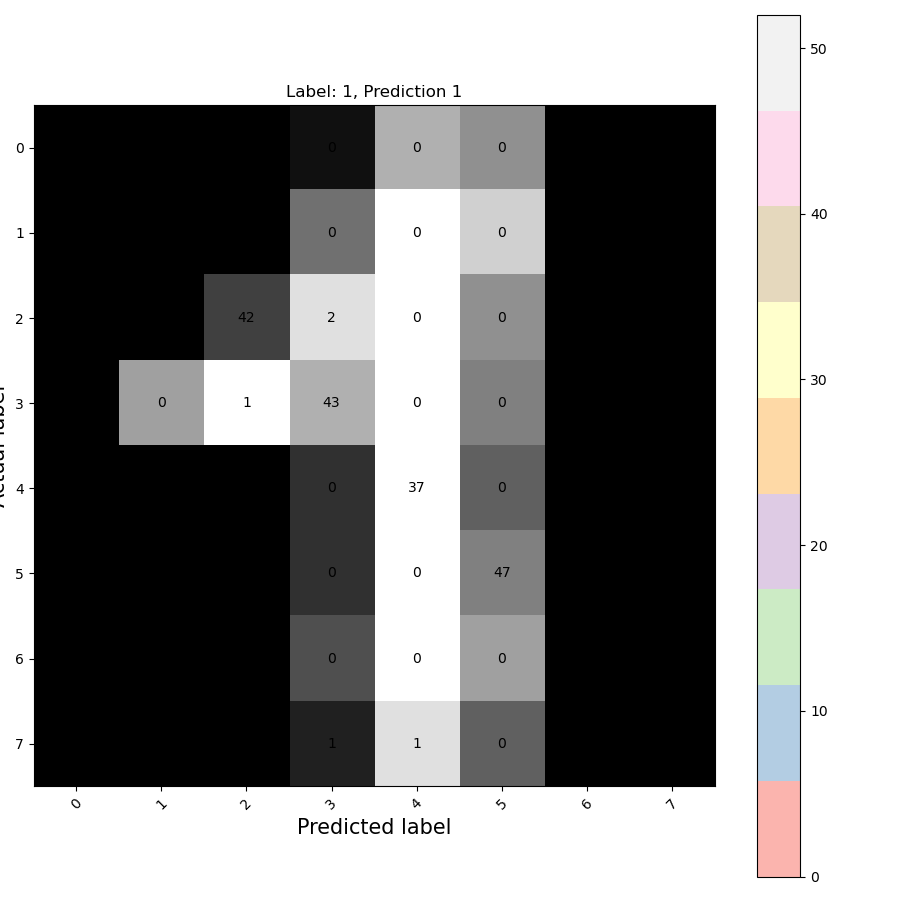 Label: 1, Prediction 1
0 0 0 0
1 0 0 0
2 42 2 0 0
3 0 1 43 0 0
4 0 37 0
5 0 0 47
6 0 0 0
7 1 1 0
0 1 2 3 4 5 6 7
Predicted label
Actual label
50
40
30
20
10
0